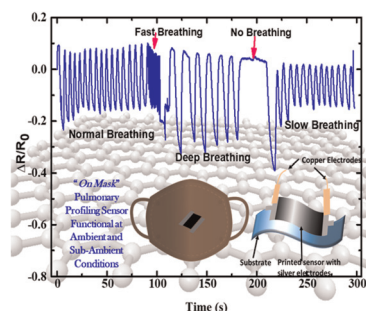 Fast Breathing
No Breathing
0.2
0.0
-0.2
-0.4
-0.6
-0.8
ΔR/R0
Normal Breathing
Deep Breathing
Slow Breathing
"On Mask"
Pulmonary
Profiling Sensor
Functional at
Ambient and
Sub-Ambient
Conditions
Copper Electrodes
Substrate
Printed sensor with
silver electrodes
0 50 100 150 200 250 300
Time (s)